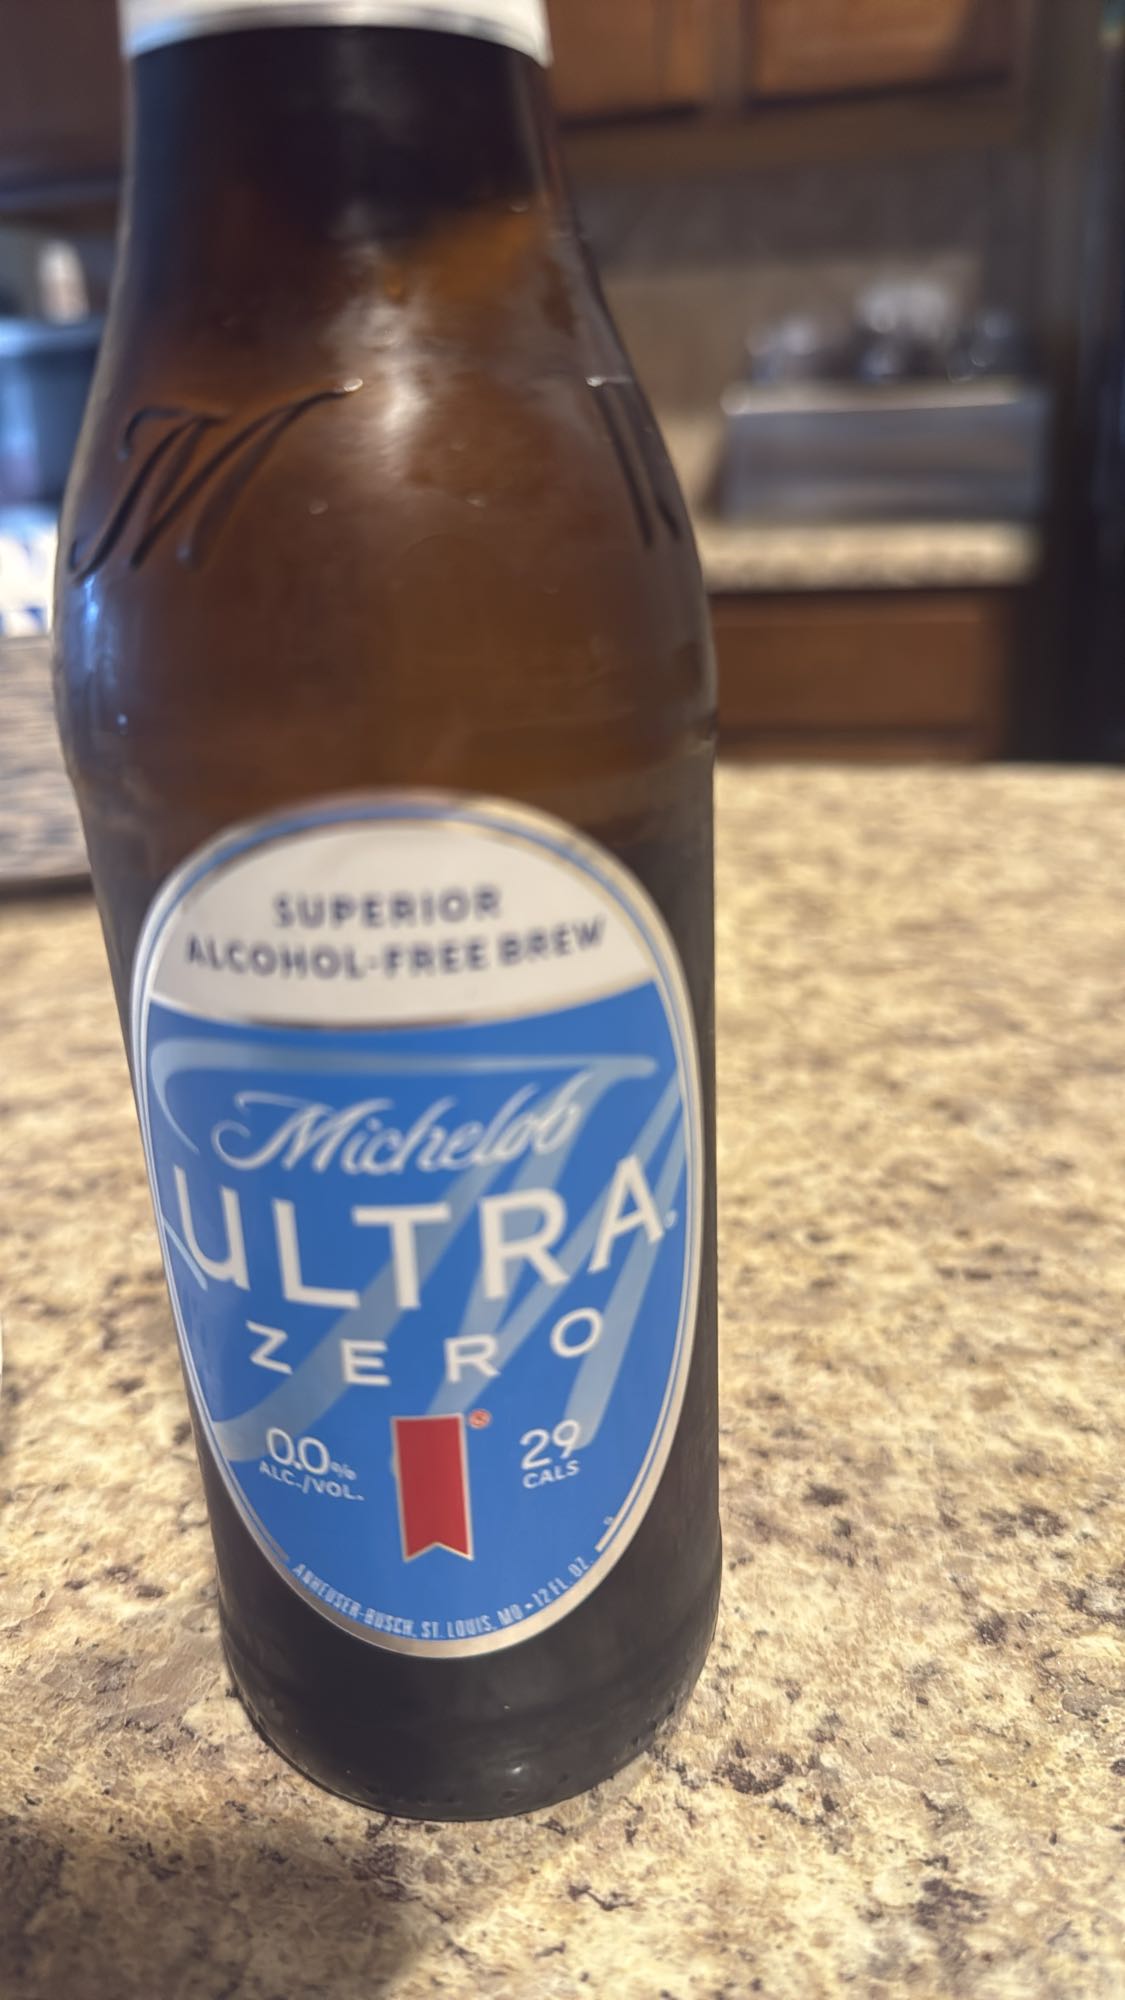 SUPERIOR
ALCOHOL-FREE BREW
Michelob
ULTRA
ZERO
0.0%
ALC./VOL.
®
29
CALS
ANHEUSER-BUSCH, ST. LOUIS, MO • 12 FL. OZ.